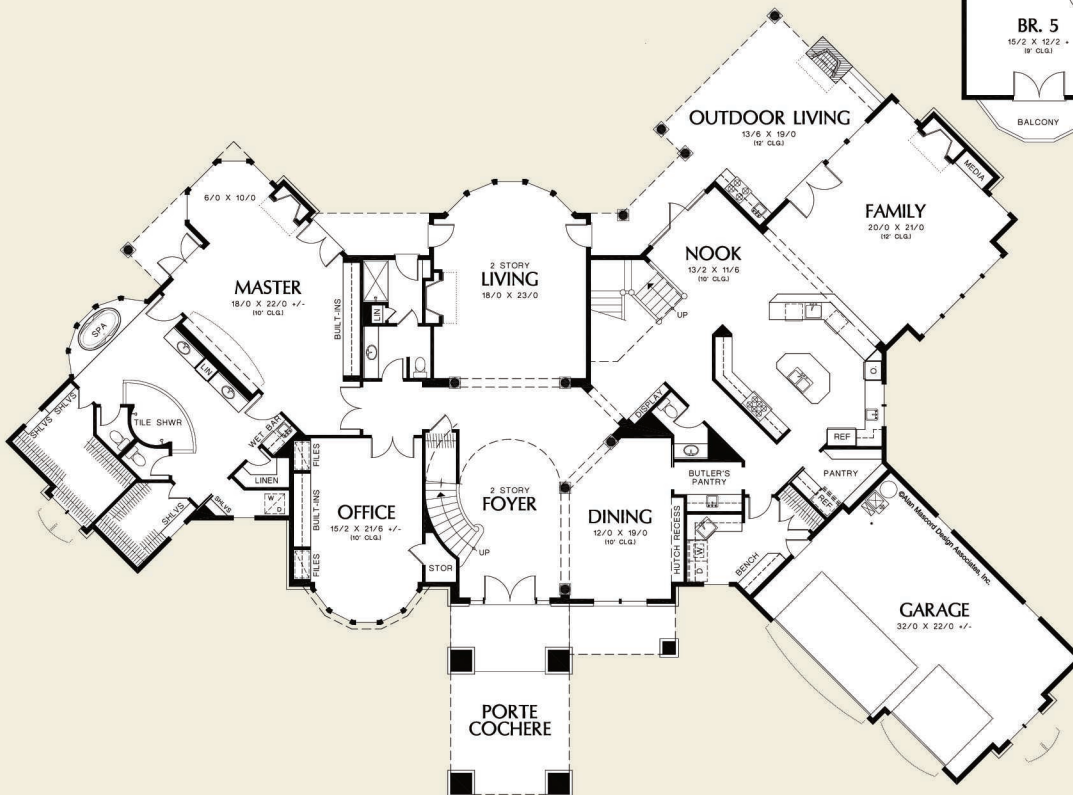 BR. 5
15/2 X 12/2 +
(9' CLG.)
BALCONY
OUTDOOR LIVING
13/6 X 19/0
(12' CLG.)
MEDIA
FAMILY
20/0 X 21/0
(12' CLG.)
6/0 X 10/0
NOOK
13/2 X 11/6
(10' CLG.)
2 STORY
LIVING
18/0 X 23/0
MASTER
18/0 X 22/0 +/-
(10' CLG.)
BUILT-INS
LIN
UP
SPA
LIN
SHLVS
SHLVS
TILE SHWR
WET BAR
DISPLAY
REF
LINEN
W
D
SHLVS
SHLVS
FILES
BUILT-INS
FILES
OFFICE
15/2 X 21/6 +/-
(10' CLG.)
STOR
2 STORY
FOYER
UP
DINING
12/0 X 19/0
(10' CLG.)
HUTCH RECESS
BUTLER'S
PANTRY
PANTRY
REF
D W
BENCH
©Alan Mascord Design Associates, Inc.
GARAGE
32/0 X 22/0 +/-
PORTE
COCHERE